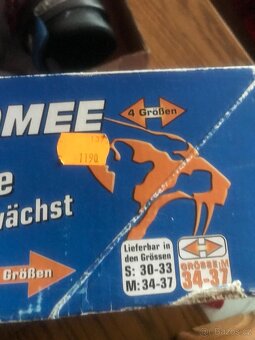 OMEE
4 Größen
1190
e
wächst
Größen
Lieferbar in
den Grössen
S: 30-33
M: 34-37
GRÖSSE:M
34-37